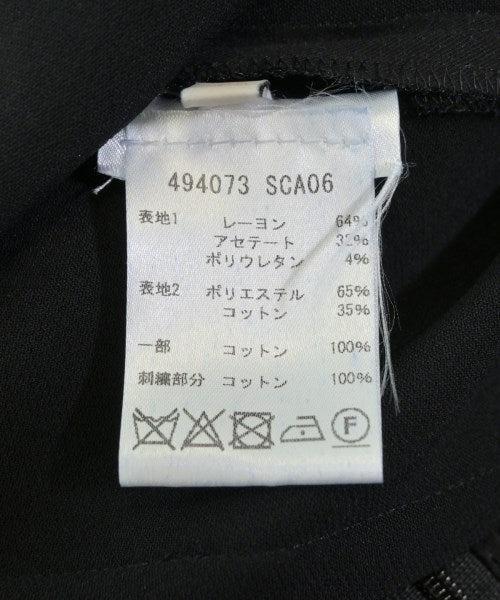 494073 SCA06
表地1 レーヨン 64%
アセテート 32%
ポリウレタン 4%
表地2 ポリエステル 65%
コットン 35%
一部 コットン 100%
刺繍部分 コットン 100%
F